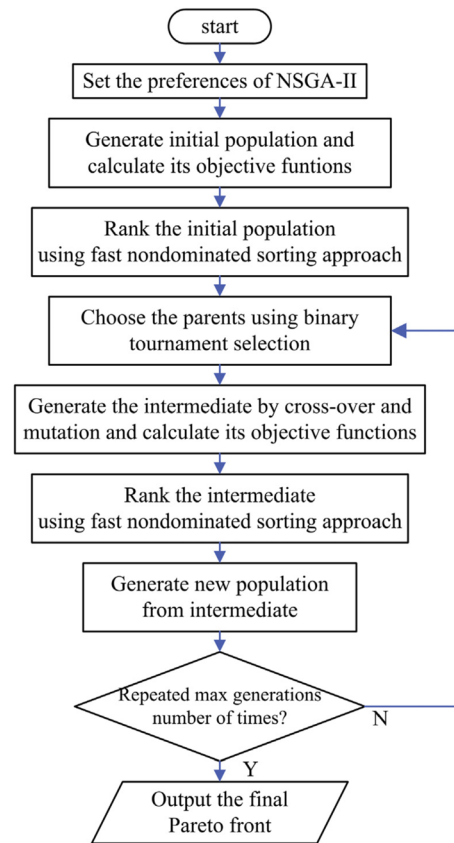 start
Set the preferences of NSGA-II
Generate initial population and
calculate its objective funtions
Rank the initial population
using fast nondominated sorting approach
Choose the parents using binary
tournament selection
Generate the intermediate by cross-over and
mutation and calculate its objective functions
Rank the intermediate
using fast nondominated sorting approach
Generate new population
from intermediate
Repeated max generations
number of times?
N
Y
Output the final
Pareto front